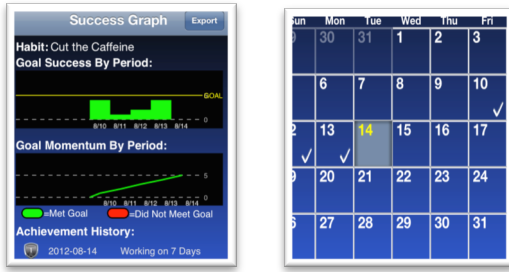 Success Graph Export
Habit: Cut the Caffeine
Goal Success By Period:
GOAL
0
8/10 8/11 8/12 8/13 8/14
Goal Momentum By Period:
5 5
0
8/10 8/11 8/12 8/13 8/14
=Met Goal =Did Not Meet Goal
Achievement History:
2012-08-14 Working on 7 Days
Mon Tue Wed Thu Fri
30 31 1 2 3
6 7 8 9 10
13 14 15 16 17
20 21 22 23 24
27 28 29 30 31